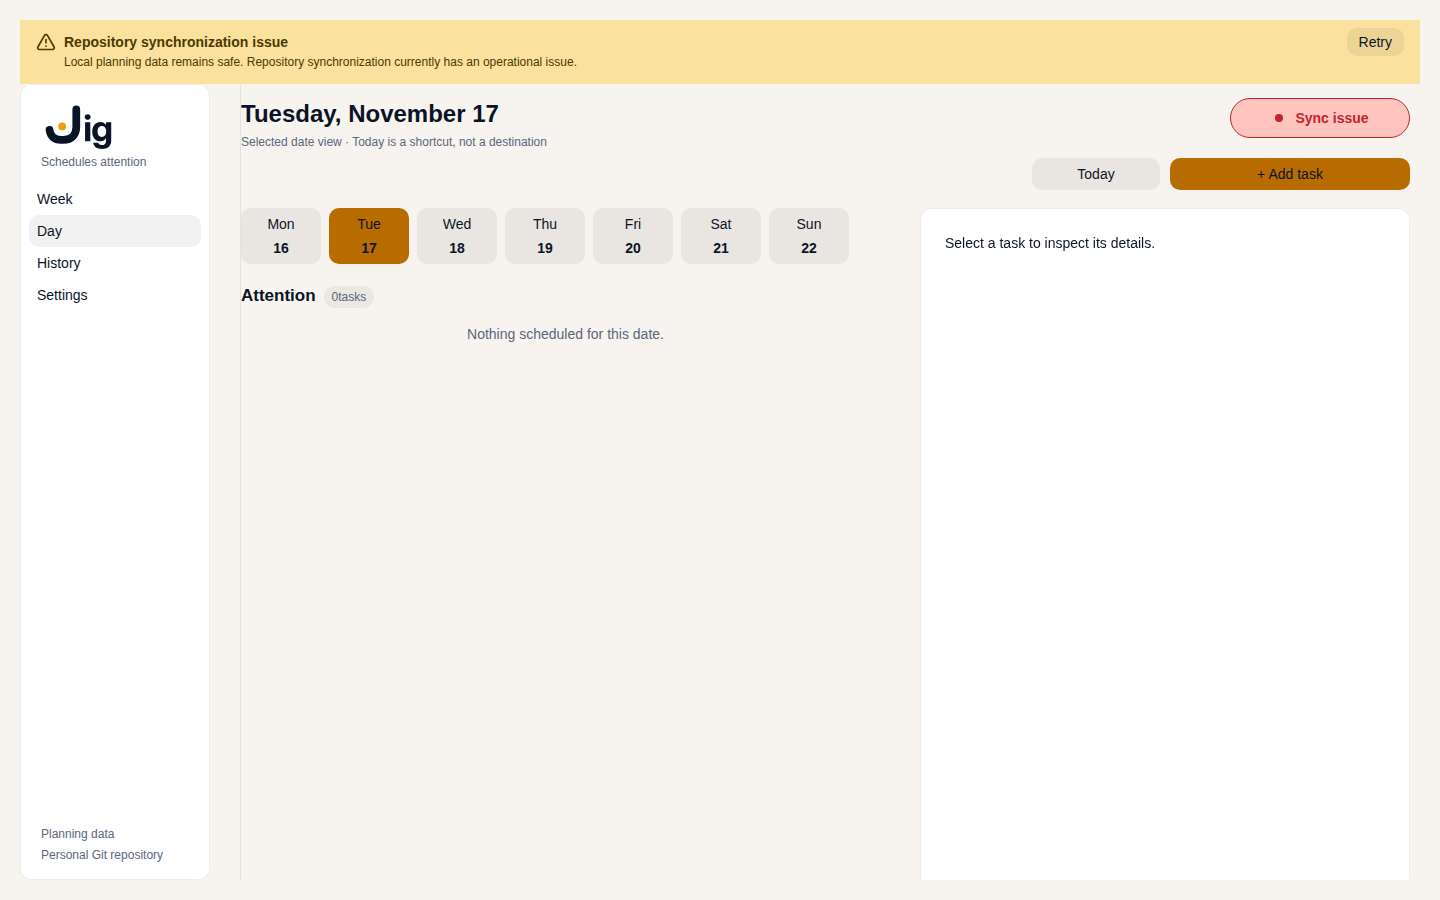 Repository synchronization issue
Local planning data remains safe. Repository synchronization currently has an operational issue.
Retry
Jig
Schedules attention
Week
Day
History
Settings
Planning data
Personal Git repository
Tuesday, November 17
Selected date view · Today is a shortcut, not a destination
Sync issue
Today
+ Add task
Mon Tue Wed Thu Fri Sat Sun
16 17 18 19 20 21 22
Attention 0tasks
Nothing scheduled for this date.
Select a task to inspect its details.